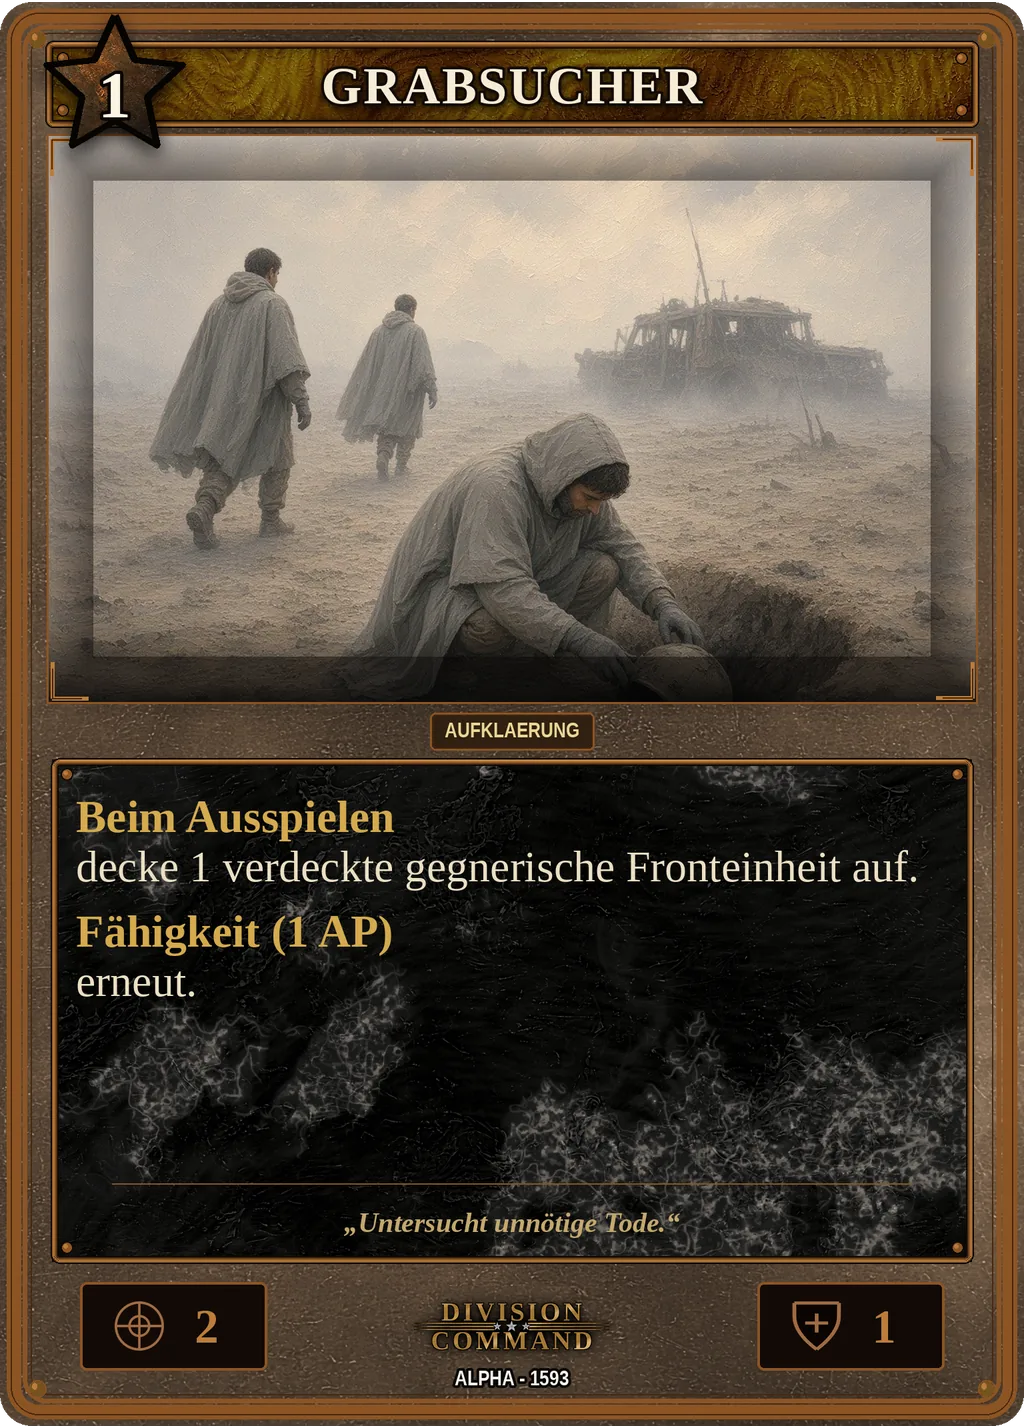 1
GRABSUCHER
AUFKLAERUNG
Beim Ausspielen
decke 1 verdeckte gegnerische Fronteinheit auf.
Fähigkeit (1 AP)
erneut.
„Untersucht unnötige Tode.“
2
DIVISION
COMMAND
ALPHA - 1593
1